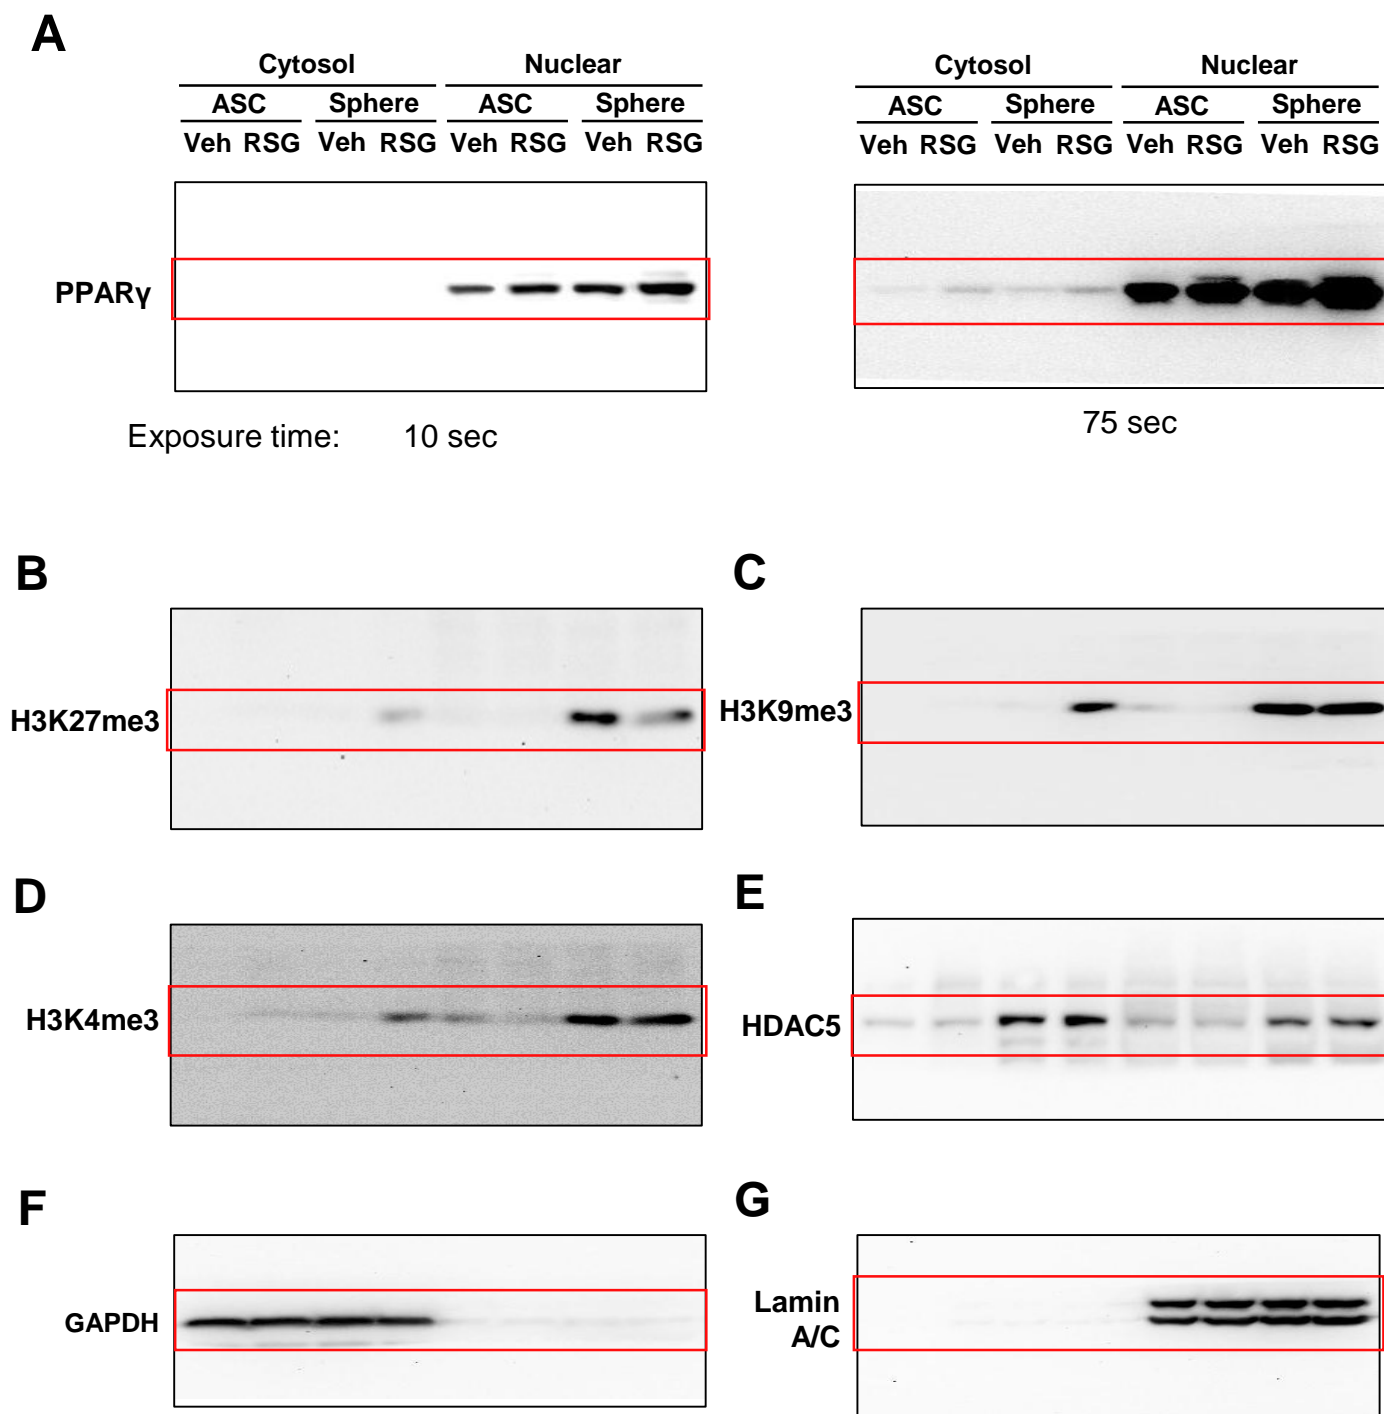 A
Cytosol Nuclear
ASC Sphere ASC Sphere
Veh RSG Veh RSG Veh RSG Veh RSG
Cytosol Nuclear
ASC Sphere ASC Sphere
Veh RSG Veh RSG Veh RSG Veh RSG
PPARγ
Exposure time: 10 sec
75 sec
B
H3K27me3
C
H3K9me3
D
H3K4me3
E
HDAC5
F
GAPDH
G
Lamin
A/C